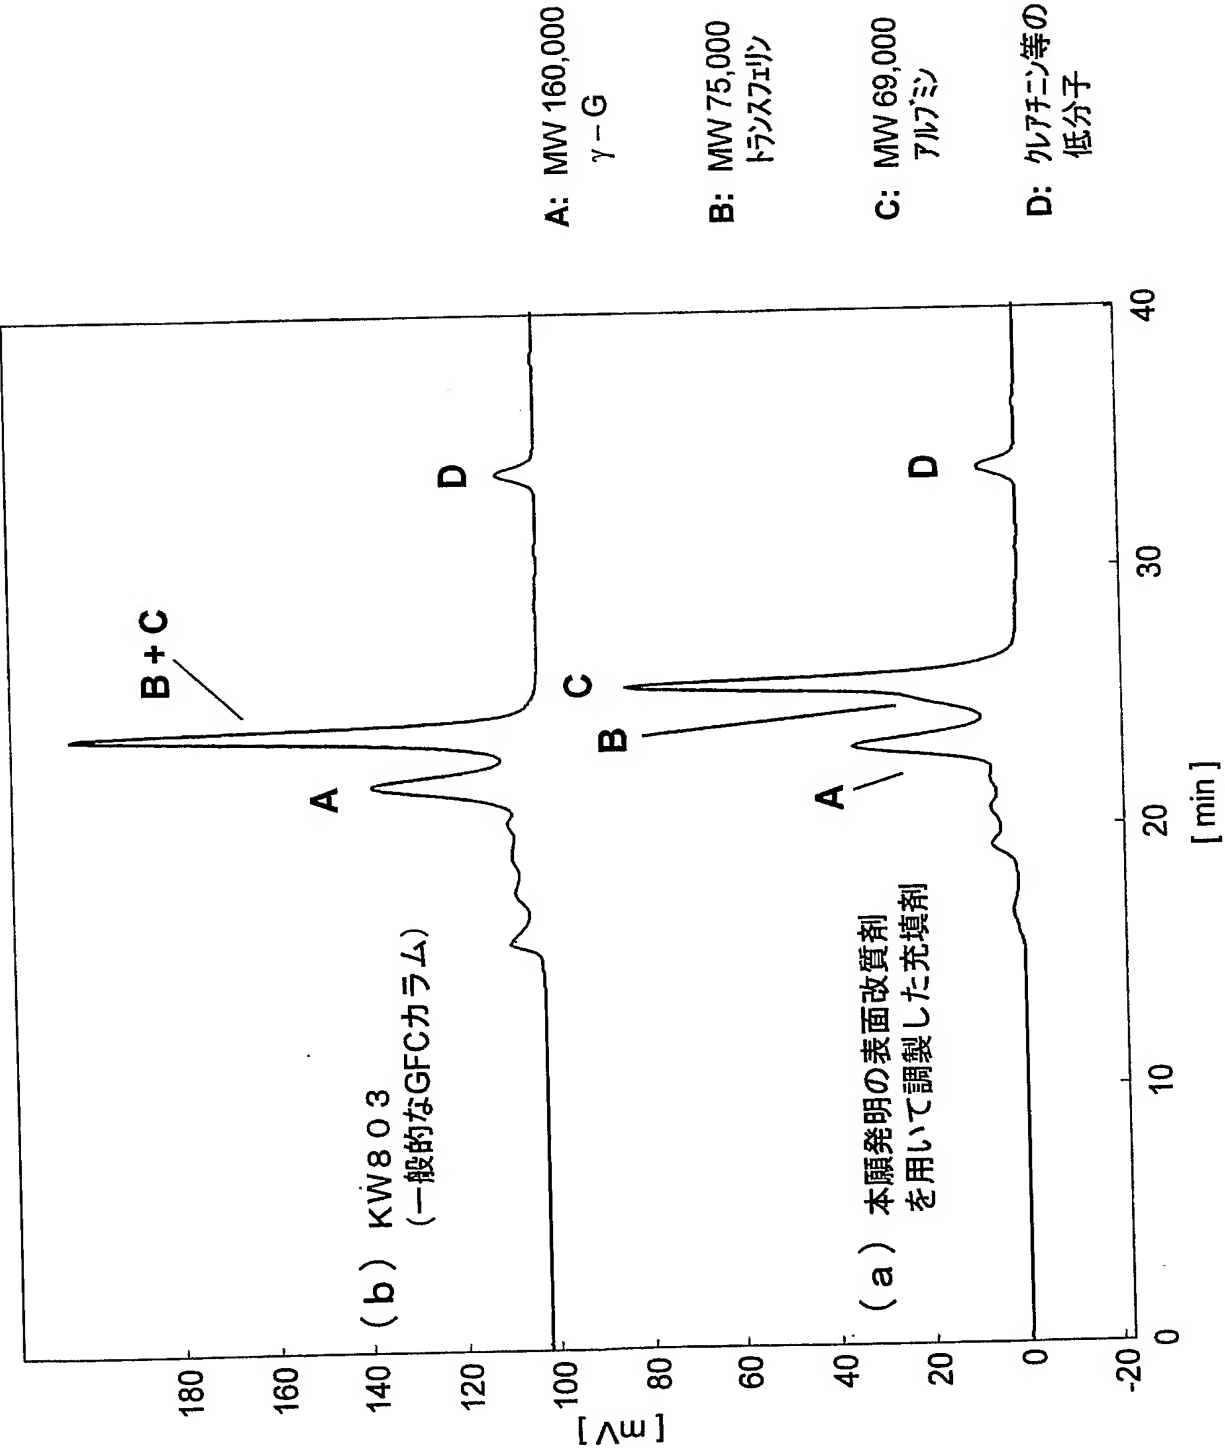 180
160
140
120
100
80
60
40
20
0
-20
[mV]
0
10
20
30
40
[min]
(b) KW803
(一般的なGFCカラム)
A
B+C
D
(a) 本願発明の表面改質剤
を用いて調製した充填剤
A
B
C
D
A: MW 160,000
γ-G
B: MW 75,000
トランスフェリン
C: MW 69,000
アルブミン
D: クレアチニン等の
低分子